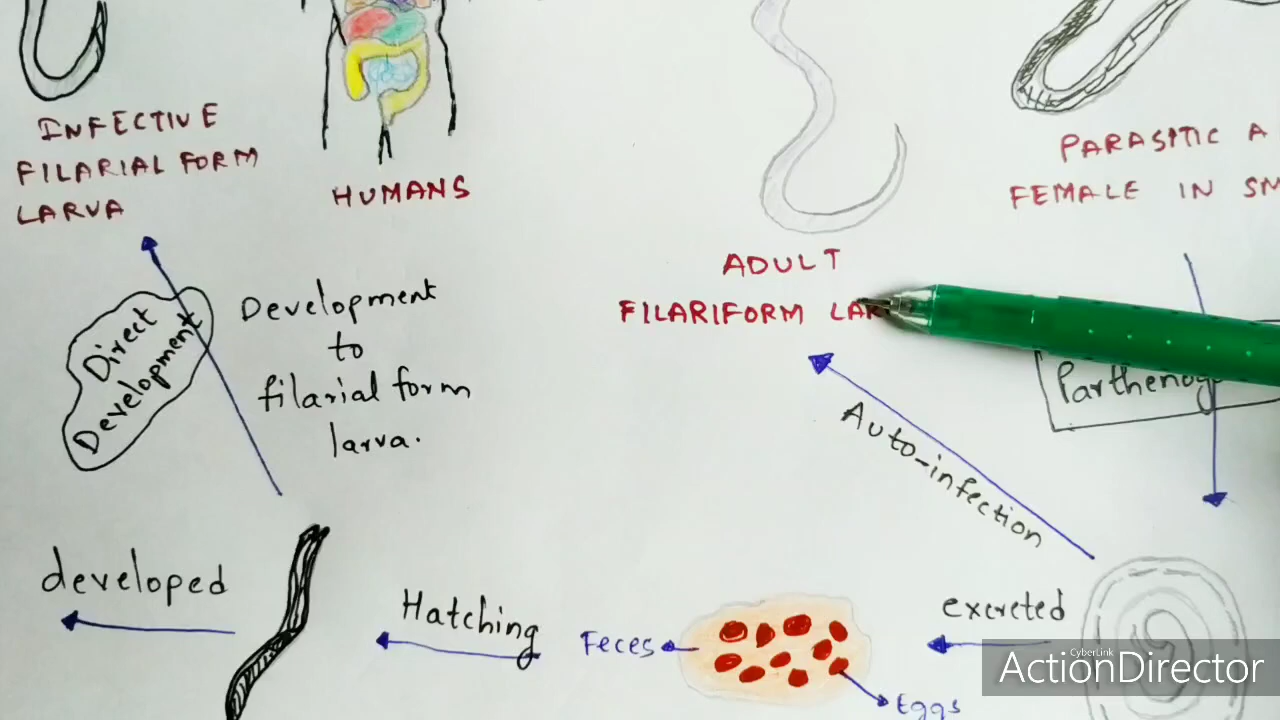 INFECTIVE
FILARIAL FORM
LARVA
HUMANS
ADULT
FILARIFORM LAR
PARASITIC A
FEMALE IN SM
Direct
Development
Development
to
filarial form
larva.
Parthenog
Auto-infection
developed
Hatching
Feces
excreted
Eggs
CyberLink
ActionDirector